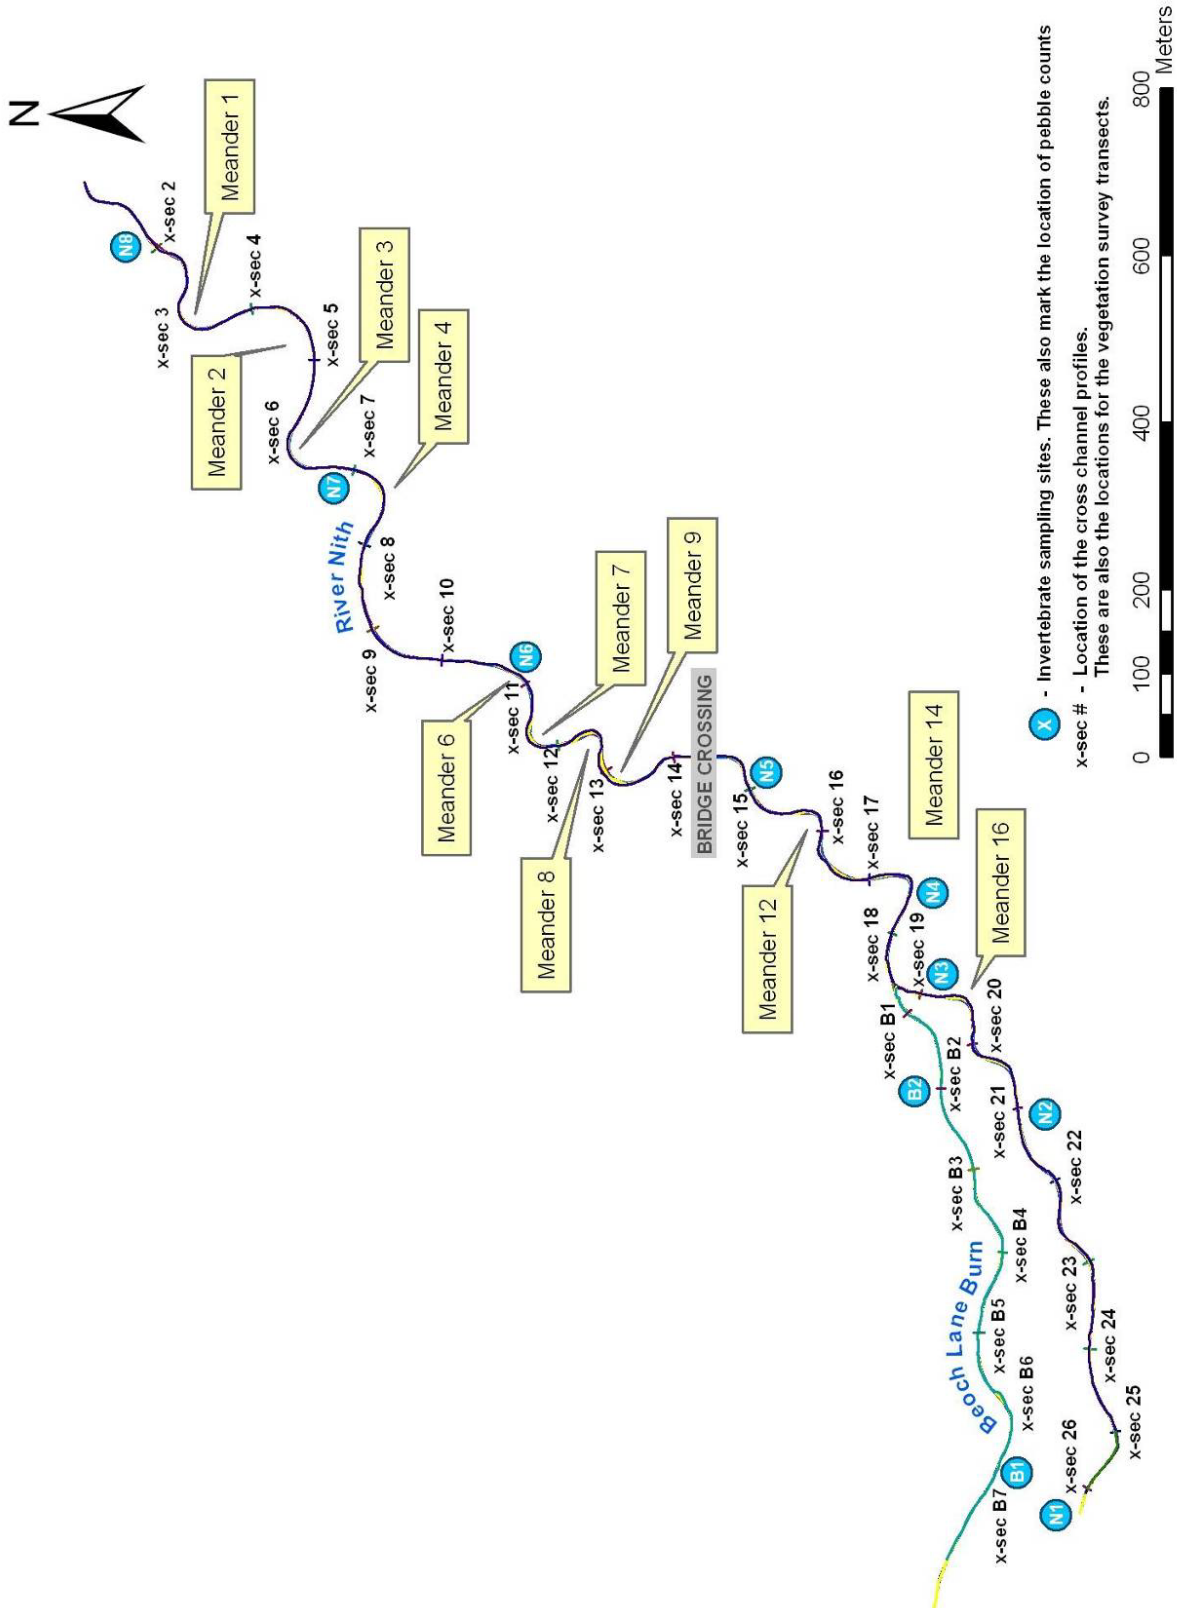 N
N8
x-sec 2
Meander 1
x-sec 3
x-sec 4
Meander 2
x-sec 5
Meander 3
x-sec 6
x-sec 7
Meander 4
N7
River Nith
x-sec 8
x-sec 9
x-sec 10
N6
Meander 6
x-sec 11
Meander 7
x-sec 12
Meander 8
x-sec 13
Meander 9
x-sec 14
BRIDGE CROSSING
x-sec 15
N5
Meander 12
x-sec 16
x-sec 17
Meander 14
N4
x-sec 18
x-sec 19
N3
Meander 16
x-sec 20
x-sec B1
B2
x-sec B2
x-sec 21
N2
x-sec B3
x-sec 22
x-sec B4
Beoch Lane Burn
x-sec 23
x-sec B5
x-sec 24
x-sec B6
x-sec 25
B1
x-sec B7
x-sec 26
N1
X - Invertebrate sampling sites. These also mark the location of pebble counts
x-sec # - Location of the cross channel profiles.
These are also the locations for the vegetation survey transects.
0 100 200 400 600 800
Meters